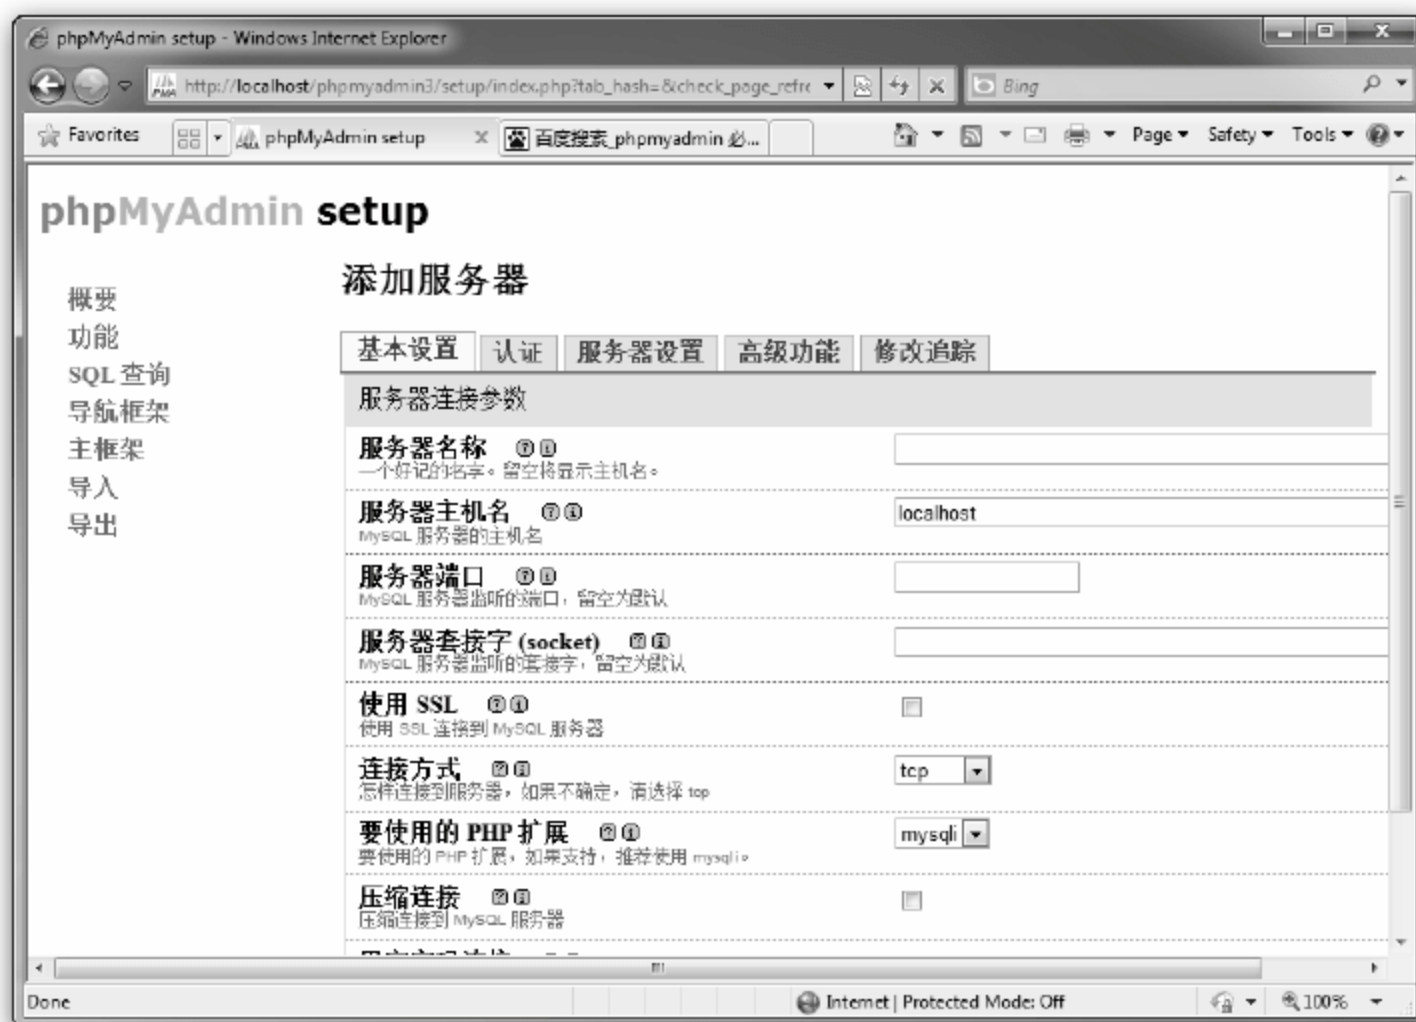 phpMyAdmin setup - Windows Internet Explorer
http://localhost/phpmyadmin3/setup/index.php?tab_hash=&check_page_refre
Bing
Favorites
phpMyAdmin setup
百度搜索_phpmyadmin 必...
Page
Safety
Tools
phpMyAdmin setup
概要
功能
SQL 查询
导航框架
主框架
导入
导出
添加服务器
基本设置 认证 服务器设置 高级功能 修改追踪
服务器连接参数
服务器名称
一个好记的名字。留空将显示主机名。
服务器主机名
localhost
MySQL 服务器的主机名
服务器端口
MySQL 服务器监听的端口，留空为默认
服务器套接字 (socket)
MySQL 服务器监听的套接字，留空为默认
使用 SSL
使用 SSL 连接到 MySQL 服务器
连接方式
tcp
怎样连接到服务器，如果不确定，请选择 tcp
要使用的 PHP 扩展
mysqli
要使用的 PHP 扩展，如果支持，推荐使用 mysqli。
压缩连接
压缩连接到 MySQL 服务器
Done
Internet | Protected Mode: Off
100%